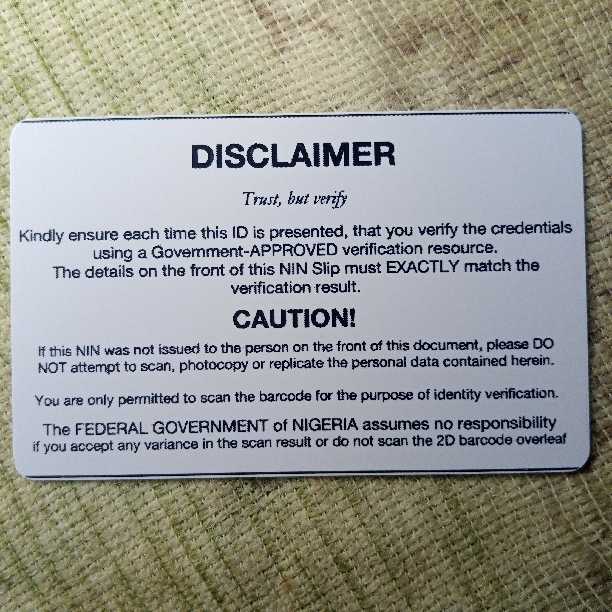 DISCLAIMER
Trust, but verify
Kindly ensure each time this ID is presented, that you verify the credentials
using a Government-APPROVED verification resource.
The details on the front of this NIN Slip must EXACTLY match the
verification result.
CAUTION!
If this NIN was not issued to the person on the front of this document, please DO
NOT attempt to scan, photocopy or replicate the personal data contained herein.
You are only permitted to scan the barcode for the purpose of identity verification.
The FEDERAL GOVERNMENT of NIGERIA assumes no responsibility
if you accept any variance in the scan result or do not scan the 2D barcode overleaf